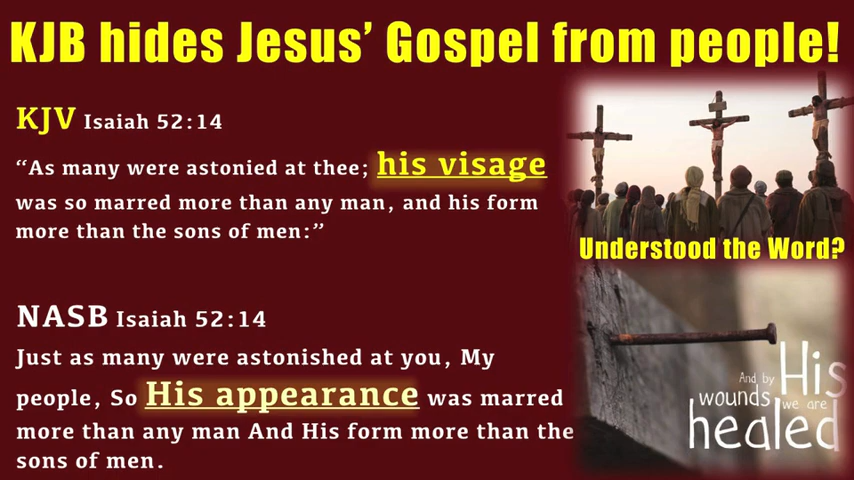 KJB hides Jesus’ Gospel from people!
KJV Isaiah 52:14
“As many were astonied at thee; his visage
was so marred more than any man, and his form
more than the sons of men:”
Understood the Word?
NASB Isaiah 52:14
Just as many were astonished at you, My
people, So His appearance was marred
more than any man And His form more than the
sons of men.
And by His
wounds we are
healed